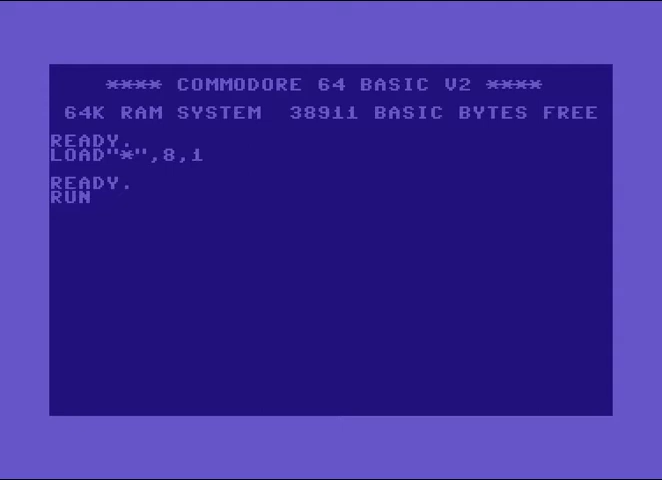 **** COMMODORE 64 BASIC V2 ****
64K RAM SYSTEM  38911 BASIC BYTES FREE
READY.
LOAD"*",8,1
READY.
RUN